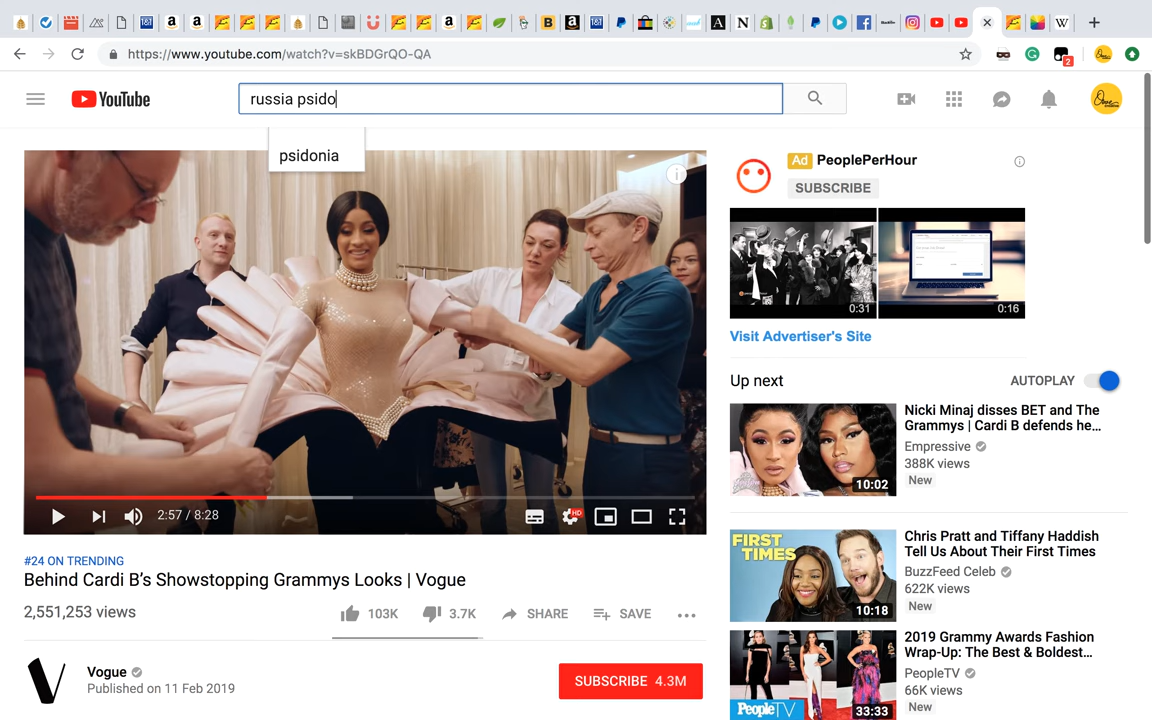 https://www.youtube.com/watch?v=skBDGrQO-QA
2
YouTube
russia psido
psidonia
Ad PeoplePerHour
SUBSCRIBE
0:31
0:16
Visit Advertiser's Site
Up next
AUTOPLAY
Nicki Minaj disses BET and The
Grammys | Cardi B defends he...
Empressive
388K views
New
10:02
2:57 / 8:28
HD
#24 ON TRENDING
Behind Cardi B's Showstopping Grammys Looks | Vogue
2,551,253 views
103K
3.7K
SHARE
SAVE
FIRST
TIMES
10:18
Chris Pratt and Tiffany Haddish
Tell Us About Their First Times
BuzzFeed Celeb
622K views
New
PeopleTV
33:33
2019 Grammy Awards Fashion
Wrap-Up: The Best & Boldest...
PeopleTV
66K views
New
V
Vogue
Published on 11 Feb 2019
SUBSCRIBE 4.3M